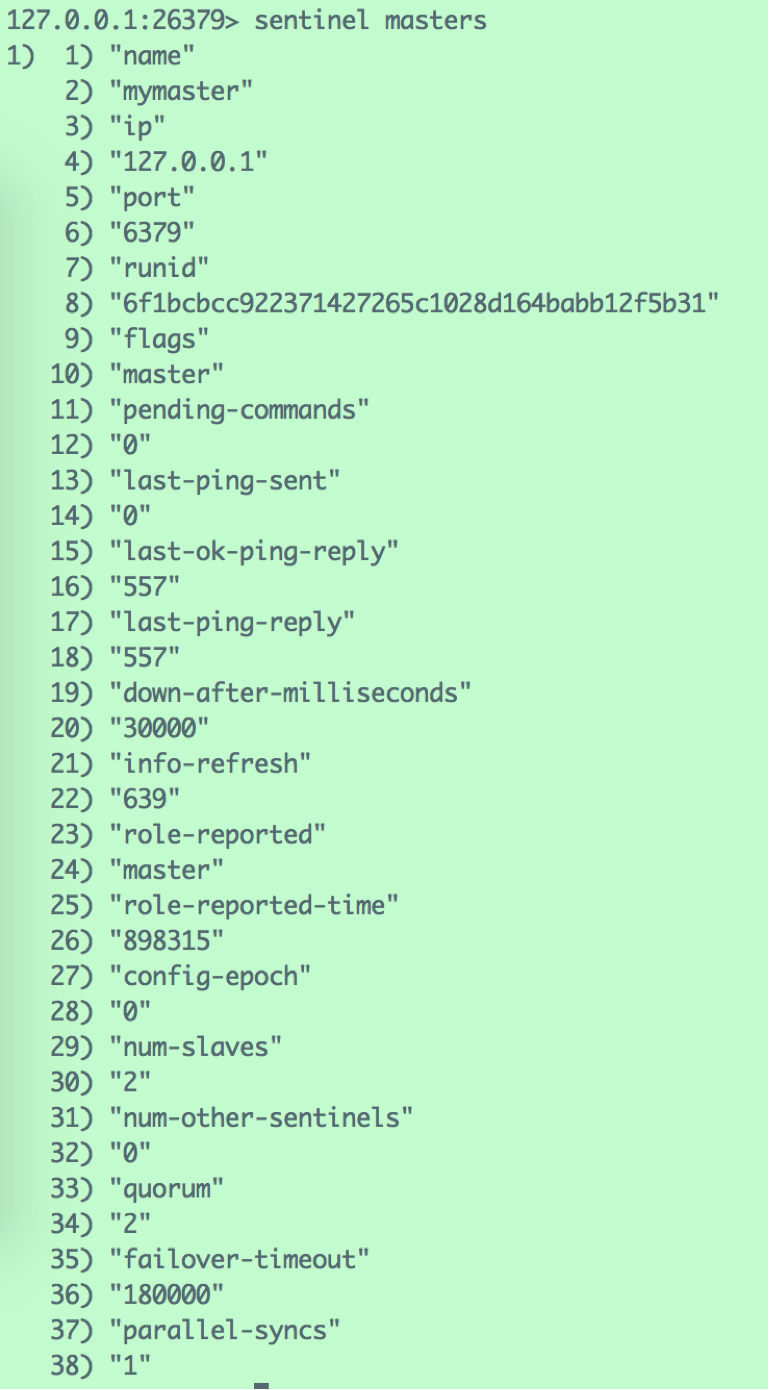 127.0.0.1:26379> sentinel masters
1)  1) "name"
    2) "mymaster"
    3) "ip"
    4) "127.0.0.1"
    5) "port"
    6) "6379"
    7) "runid"
    8) "6f1bcbcc922371427265c1028d164babb12f5b31"
    9) "flags"
   10) "master"
   11) "pending-commands"
   12) "0"
   13) "last-ping-sent"
   14) "0"
   15) "last-ok-ping-reply"
   16) "557"
   17) "last-ping-reply"
   18) "557"
   19) "down-after-milliseconds"
   20) "30000"
   21) "info-refresh"
   22) "639"
   23) "role-reported"
   24) "master"
   25) "role-reported-time"
   26) "898315"
   27) "config-epoch"
   28) "0"
   29) "num-slaves"
   30) "2"
   31) "num-other-sentinels"
   32) "0"
   33) "quorum"
   34) "2"
   35) "failover-timeout"
   36) "180000"
   37) "parallel-syncs"
   38) "1"